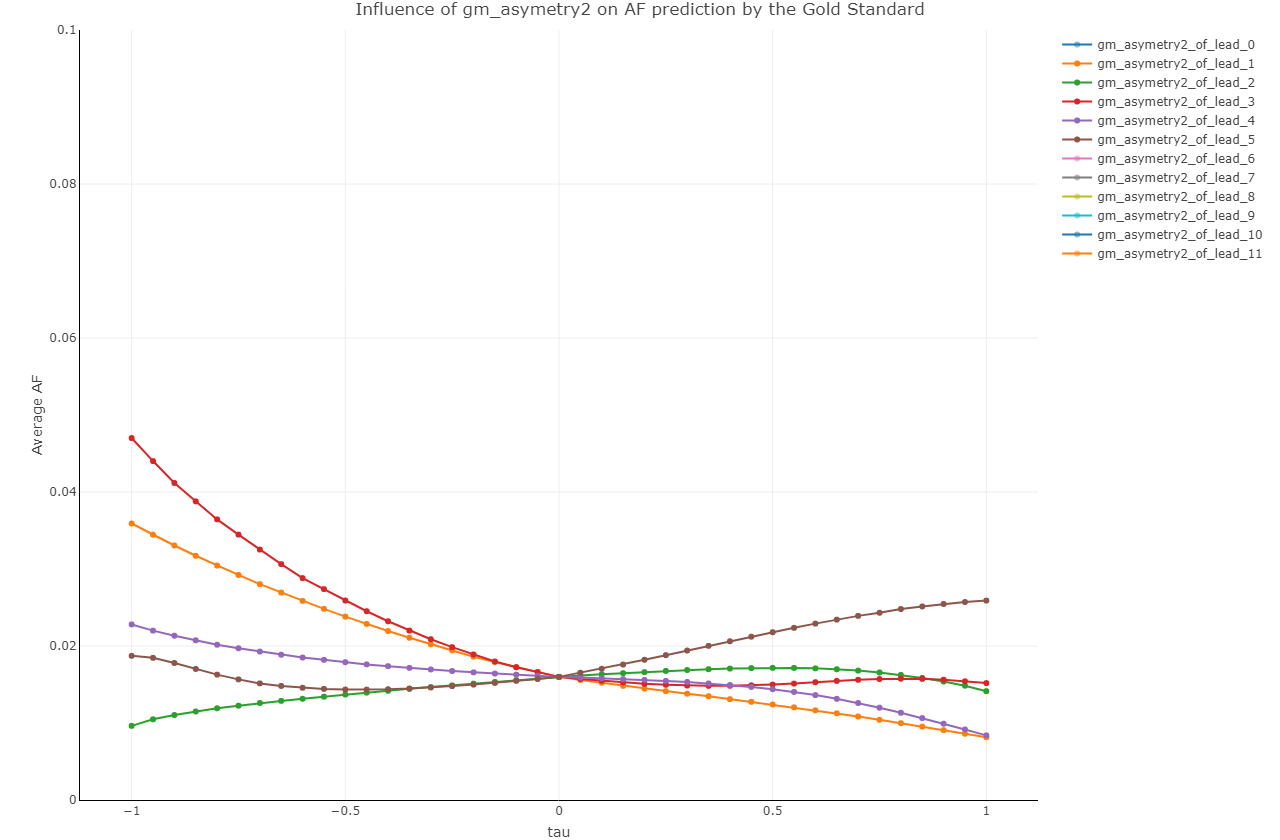 Influence of gm_asymetry2 on AF prediction by the Gold Standard
gm_asymetry2_of_lead_0
gm_asymetry2_of_lead_1
gm_asymetry2_of_lead_2
gm_asymetry2_of_lead_3
gm_asymetry2_of_lead_4
gm_asymetry2_of_lead_5
gm_asymetry2_of_lead_6
gm_asymetry2_of_lead_7
gm_asymetry2_of_lead_8
gm_asymetry2_of_lead_9
gm_asymetry2_of_lead_10
gm_asymetry2_of_lead_11
0.1
0.08
0.06
0.04
0.02
0
Average AF
−1
−0.5
0
0.5
1
tau